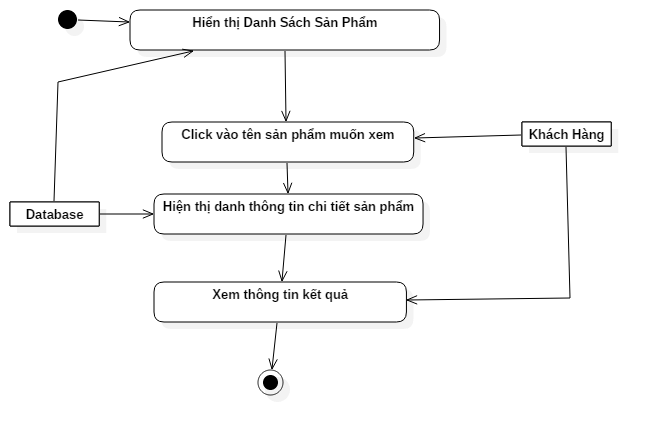 Hiển thị Danh Sách Sản Phẩm
Click vào tên sản phẩm muốn xem
Khách Hàng
Database
Hiện thị danh thông tin chi tiết sản phẩm
Xem thông tin kết quả